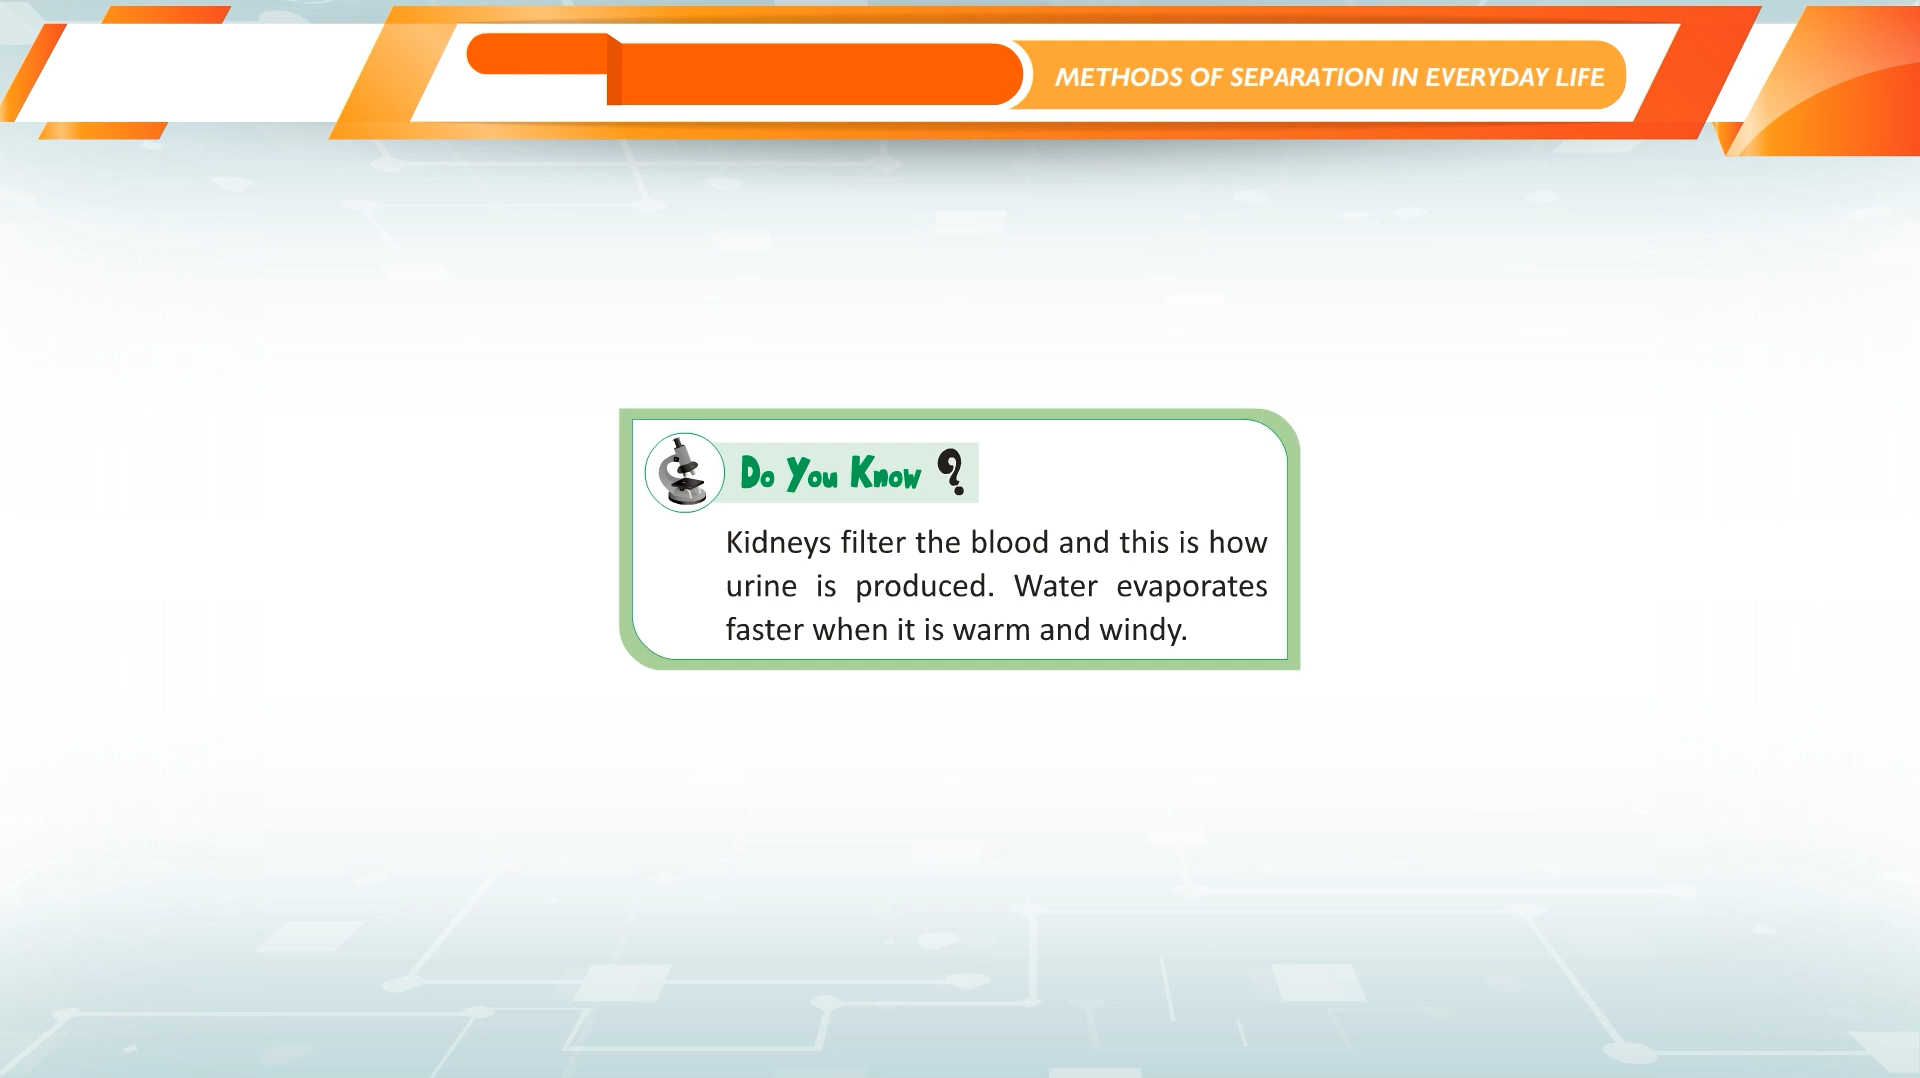 METHODS OF SEPARATION IN EVERYDAY LIFE
Do You Know ?
Kidneys filter the blood and this is how
urine is produced. Water evaporates
faster when it is warm and windy.